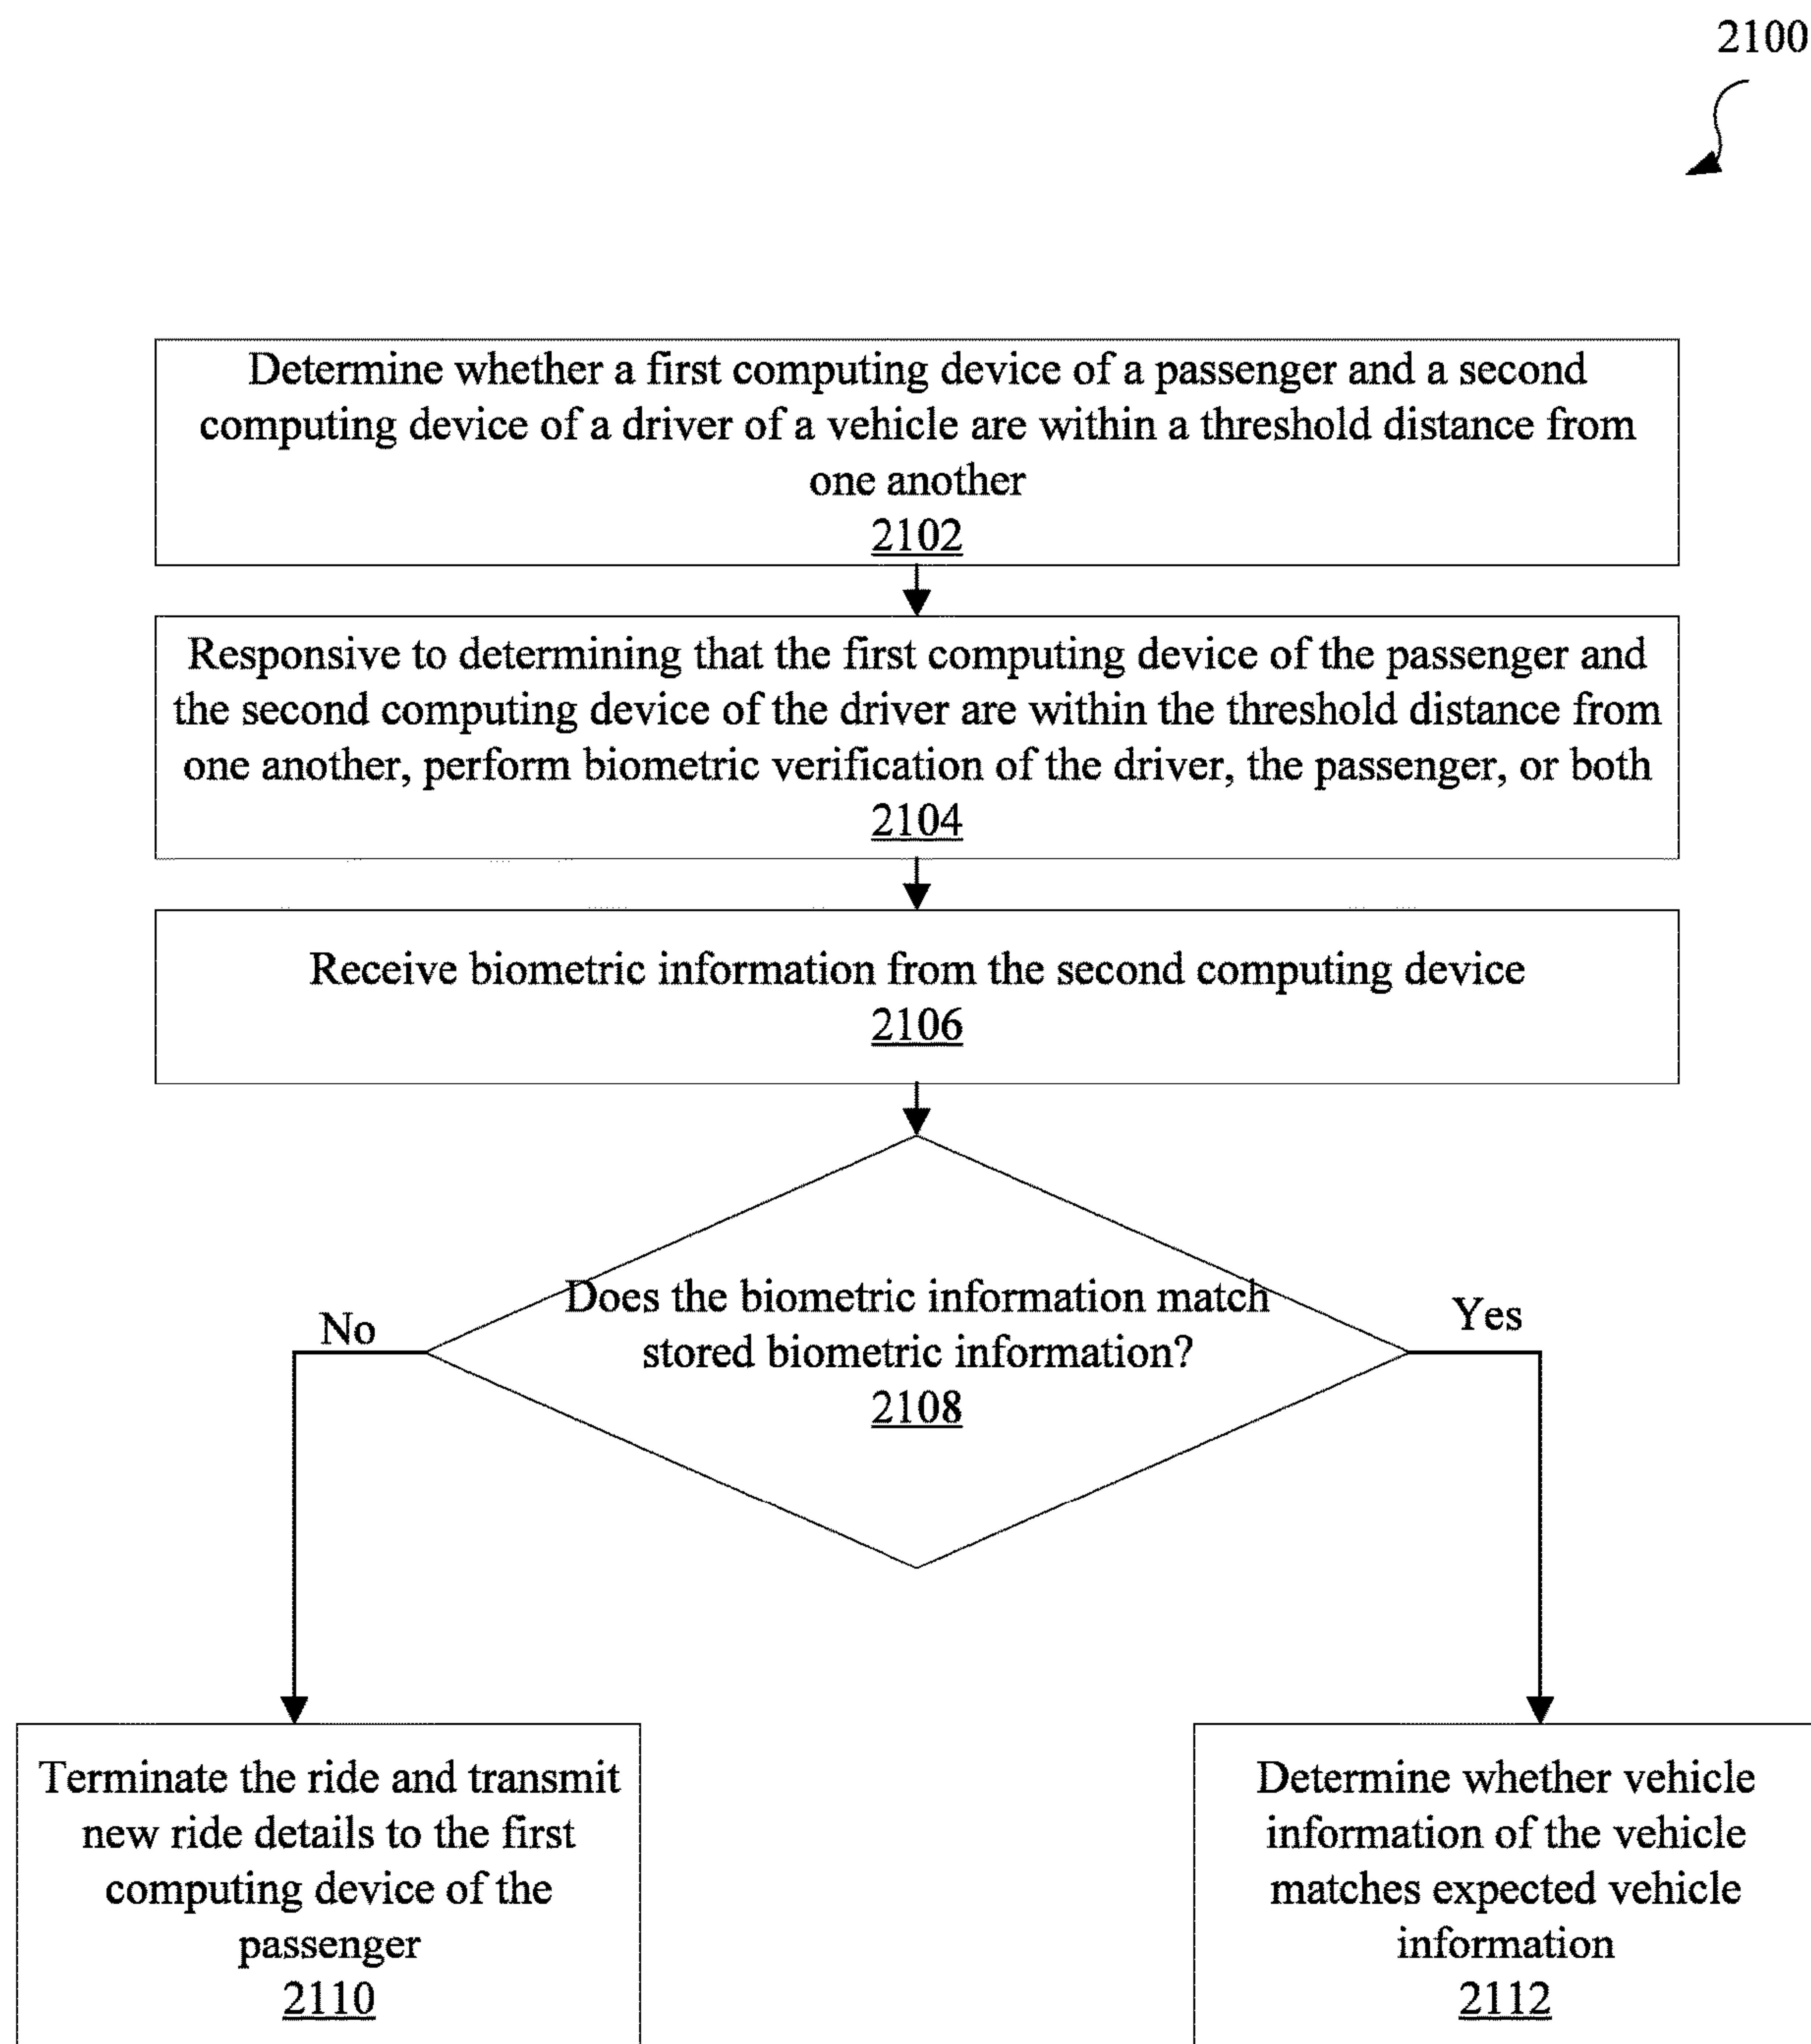 2100
Determine whether a first computing device of a passenger and a second
computing device of a driver of a vehicle are within a threshold distance from
one another
2102
Responsive to determining that the first computing device of the passenger and
the second computing device of the driver are within the threshold distance from
one another, perform biometric verification of the driver, the passenger, or both
2104
Receive biometric information from the second computing device
2106
Does the biometric information match
stored biometric information?
2108
No
Yes
Terminate the ride and transmit
new ride details to the first
computing device of the
passenger
2110
Determine whether vehicle
information of the vehicle
matches expected vehicle
information
2112